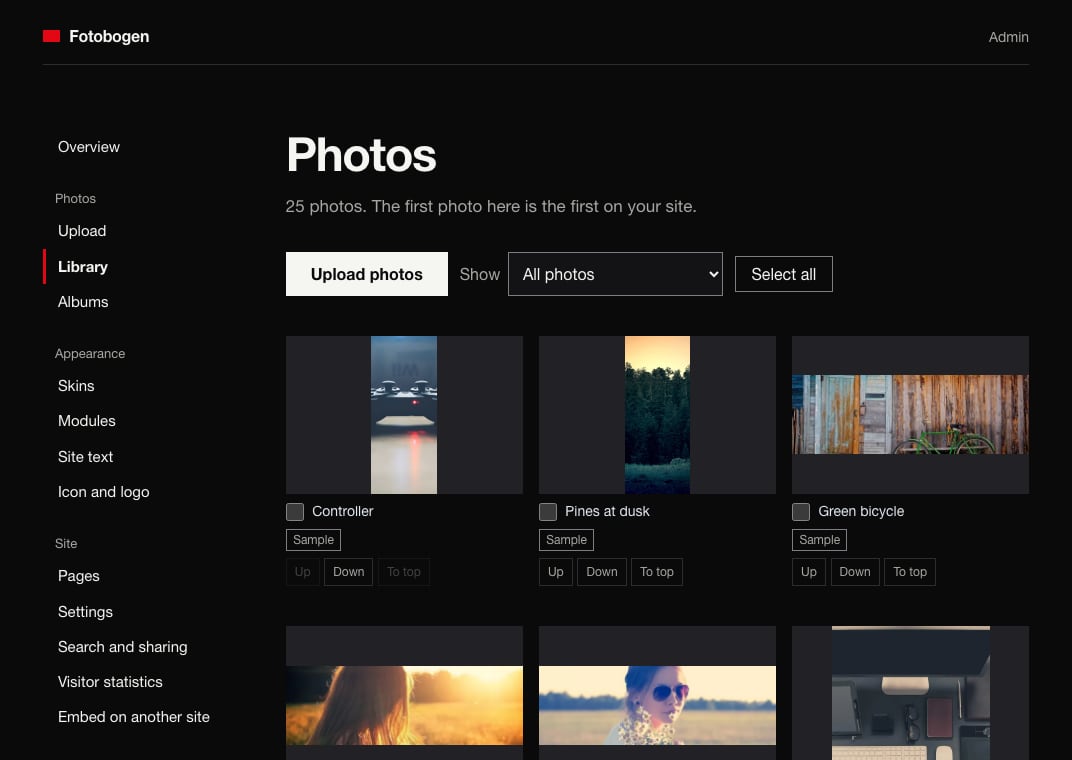 Fotobogen
Admin
Overview
Photos
Upload
Library
Albums
Appearance
Skins
Modules
Site text
Icon and logo
Site
Pages
Settings
Search and sharing
Visitor statistics
Embed on another site
Photos
25 photos. The first photo here is the first on your site.
Upload photos Show All photos Select all
Controller
Sample
Up Down To top
Pines at dusk
Sample
Up Down To top
Green bicycle
Sample
Up Down To top